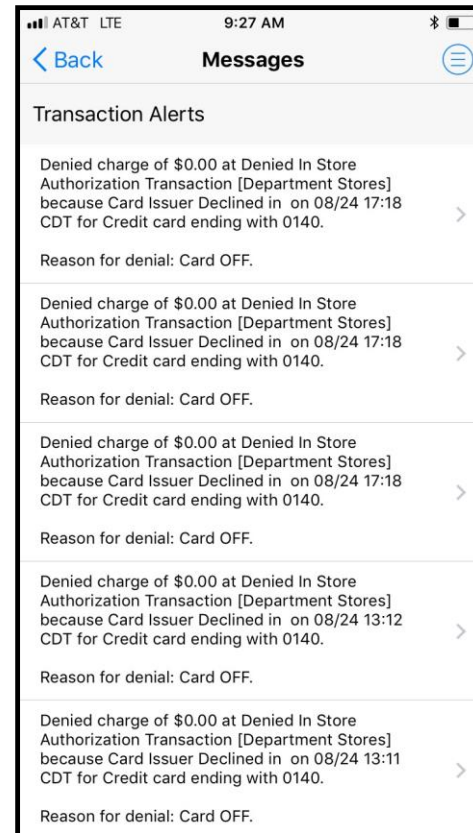 AT&T LTE 9:27 AM
Back Messages
Transaction Alerts
Denied charge of $0.00 at Denied In Store
Authorization Transaction [Department Stores]
because Card Issuer Declined in  on 08/24 17:18
CDT for Credit card ending with 0140.
Reason for denial: Card OFF.
Denied charge of $0.00 at Denied In Store
Authorization Transaction [Department Stores]
because Card Issuer Declined in  on 08/24 17:18
CDT for Credit card ending with 0140.
Reason for denial: Card OFF.
Denied charge of $0.00 at Denied In Store
Authorization Transaction [Department Stores]
because Card Issuer Declined in  on 08/24 17:18
CDT for Credit card ending with 0140.
Reason for denial: Card OFF.
Denied charge of $0.00 at Denied In Store
Authorization Transaction [Department Stores]
because Card Issuer Declined in  on 08/24 13:12
CDT for Credit card ending with 0140.
Reason for denial: Card OFF.
Denied charge of $0.00 at Denied In Store
Authorization Transaction [Department Stores]
because Card Issuer Declined in  on 08/24 13:11
CDT for Credit card ending with 0140.
Reason for denial: Card OFF.